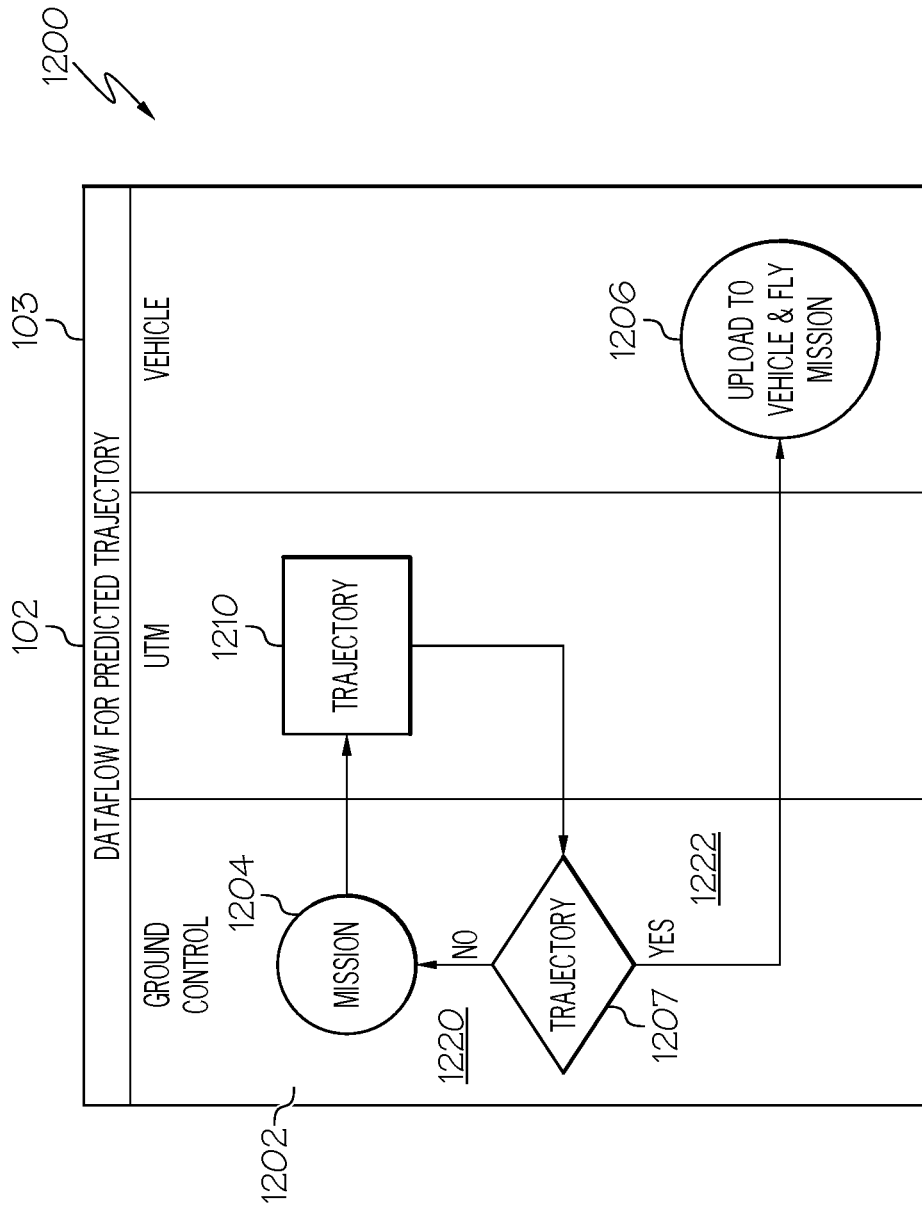 1200
102
103
DATAFLOW FOR PREDICTED TRAJECTORY
GROUND
CONTROL
UTM
VEHICLE
1202
1204
MISSION
1210
TRAJECTORY
1220
NO
TRAJECTORY
1207
YES
1222
1206
UPLOAD TO
VEHICLE & FLY
MISSION